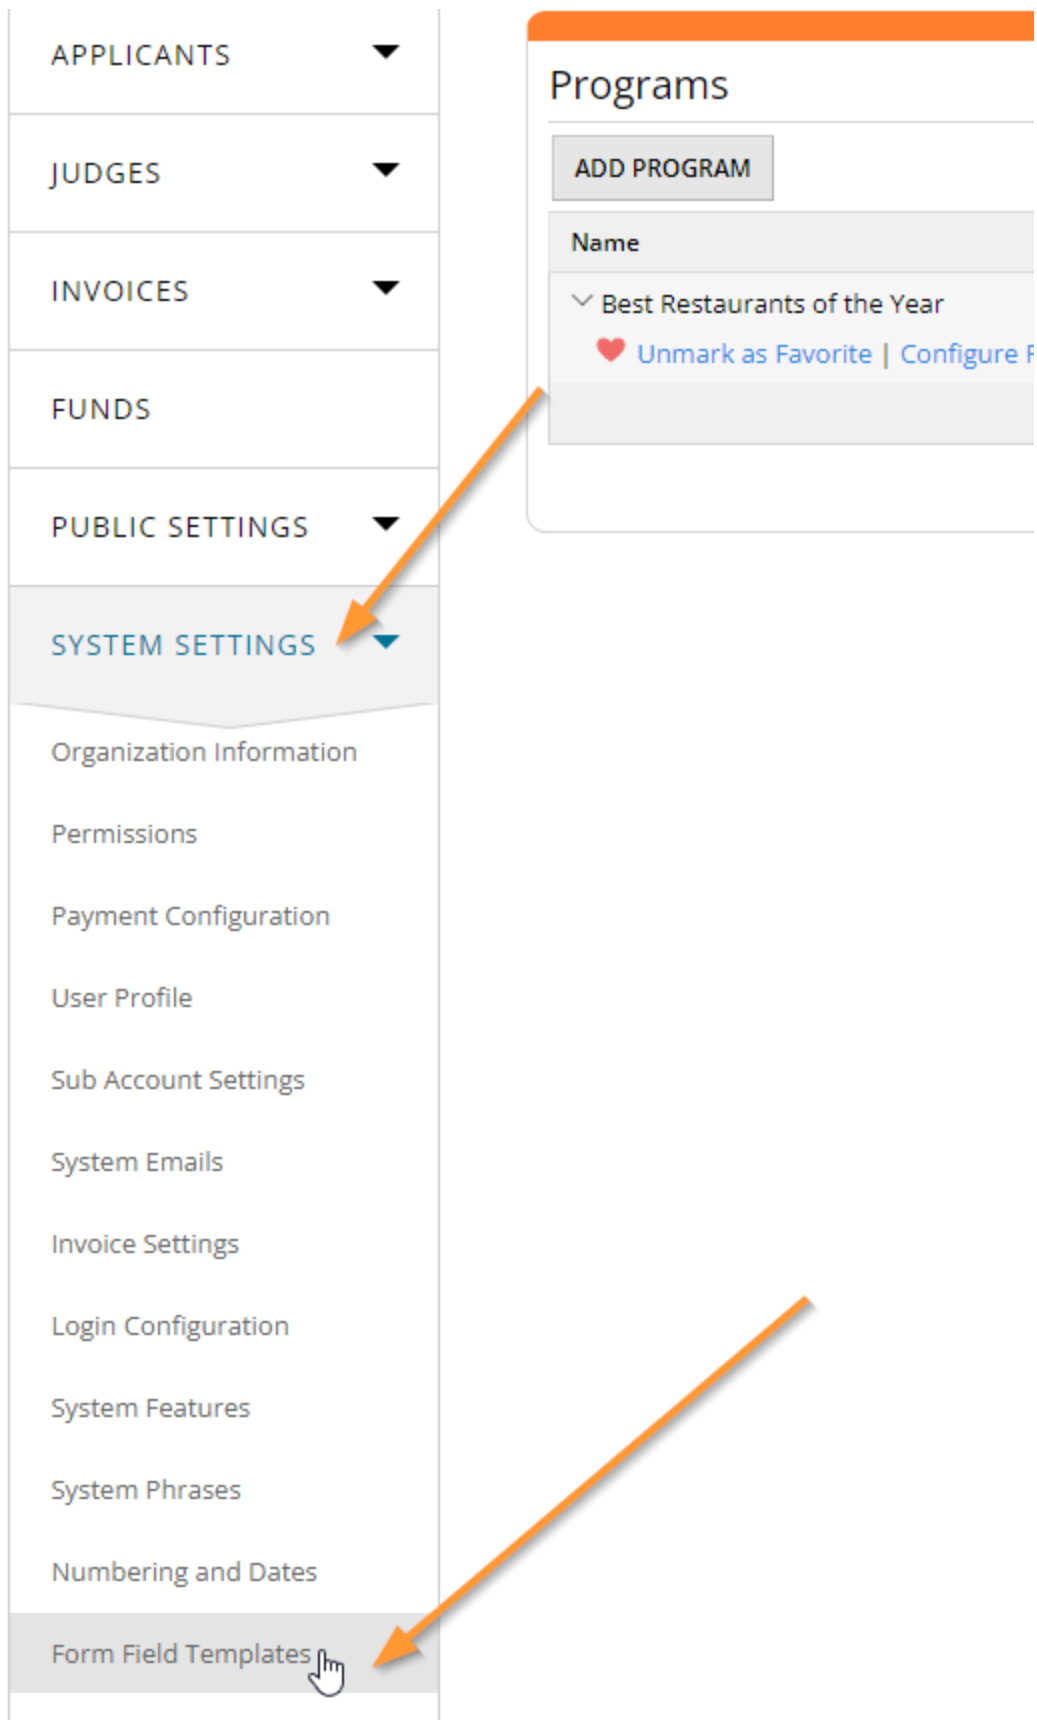 APPLICANTS
JUDGES
INVOICES
FUNDS
PUBLIC SETTINGS
SYSTEM SETTINGS
Organization Information
Permissions
Payment Configuration
User Profile
Sub Account Settings
System Emails
Invoice Settings
Login Configuration
System Features
System Phrases
Numbering and Dates
Form Field Templates
Programs
ADD PROGRAM
Name
Best Restaurants of the Year
Unmark as Favorite | Configure